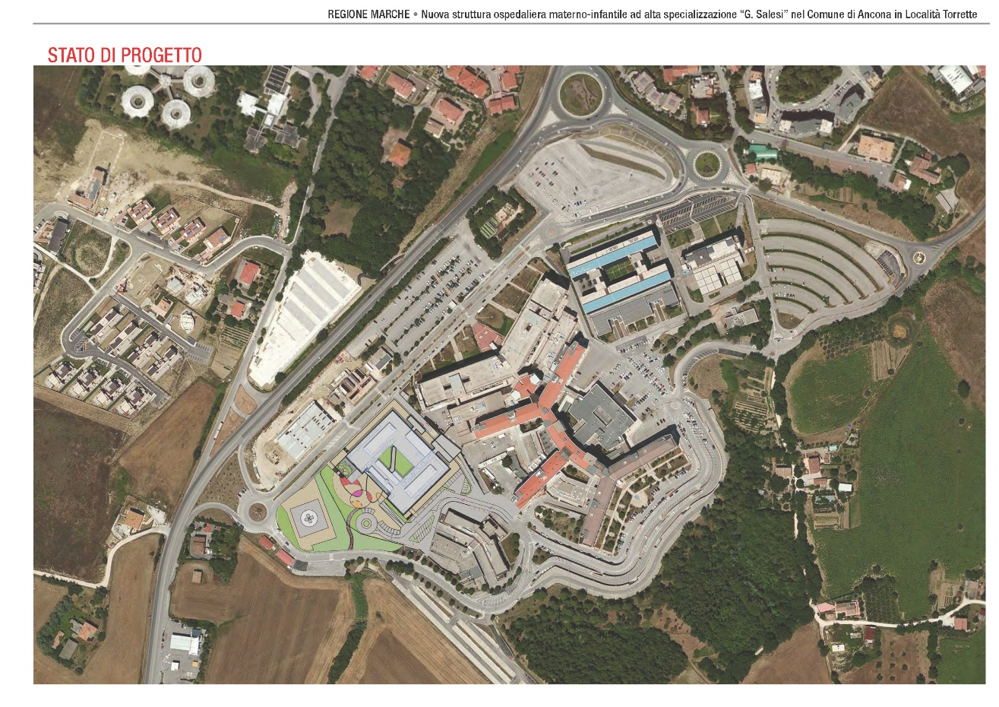 REGIONE MARCHE • Nuova struttura ospedaliera materno-infantile ad alta specializzazione “G. Salesi” nel Comune di Ancona in Località Torrette
STATO DI PROGETTO